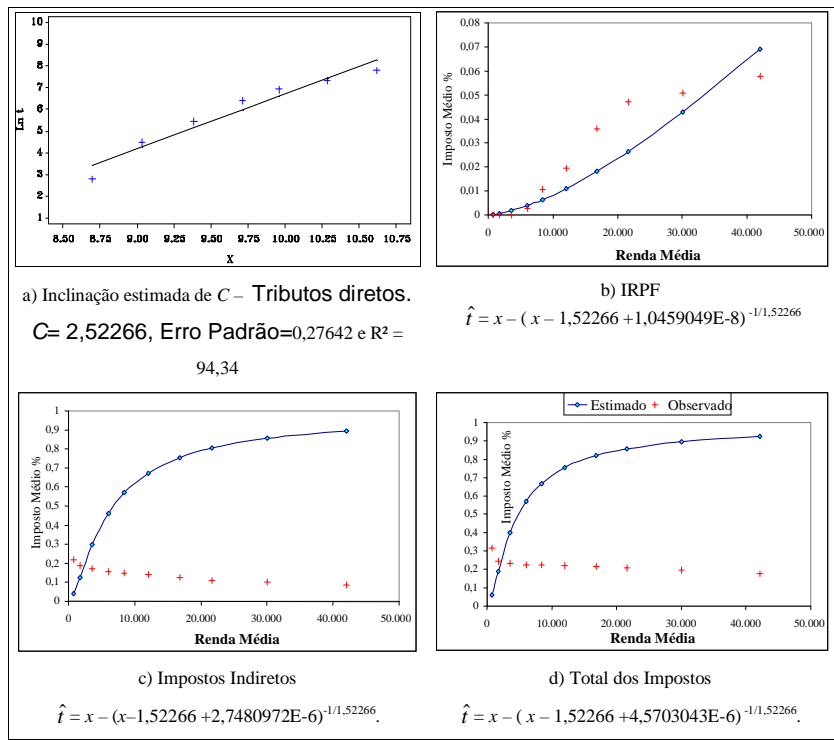 10
9
8
7
6
5
4
3
2
1
Ln t
8.50 8.75 9.00 9.25 9.50 9.75 10.00 10.25 10.50 10.75
X
a) Inclinação estimada de C – Tributos diretos.
C= 2,52266, Erro Padrão=0,27642 e R² =
94,34
0,08
0,07
0,06
0,05
0,04
0,03
0,02
0,01
0,00
Imposto Médio %
0 10.000 20.000 30.000 40.000 50.000
Renda Média
b) IRPF
t̂ = x – ( x – 1,52266 +1,0459049E-8) -1/1,52266
1
0,9
0,8
0,7
0,6
0,5
0,4
0,3
0,2
0,1
0
Imposto Médio %
0 10.000 20.000 30.000 40.000 50.000
Renda Média
c) Impostos Indiretos
t̂ = x – (x–1,52266 +2,7480972E-6) -1/1,52266.
Estimado Observado
1
0,9
0,8
0,7
0,6
0,5
0,4
0,3
0,2
0,1
0
Imposto Médio %
0 10.000 20.000 30.000 40.000 50.000
Renda Média
d) Total dos Impostos
t̂ = x – ( x – 1,52266 +4,5703043E-6) -1/1,52266.